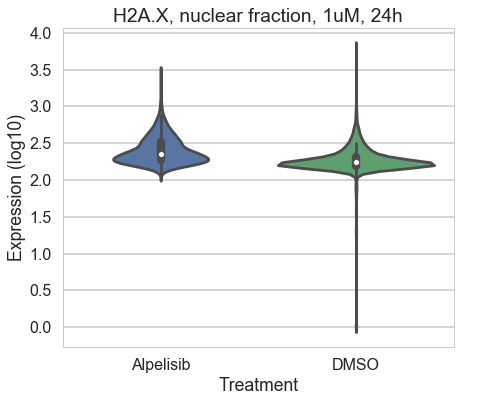 H2A.X, nuclear fraction, 1uM, 24h
4.0
3.5
3.0
2.5
2.0
1.5
1.0
0.5
0.0
Expression (log10)
Alpelisib
DMSO
Treatment